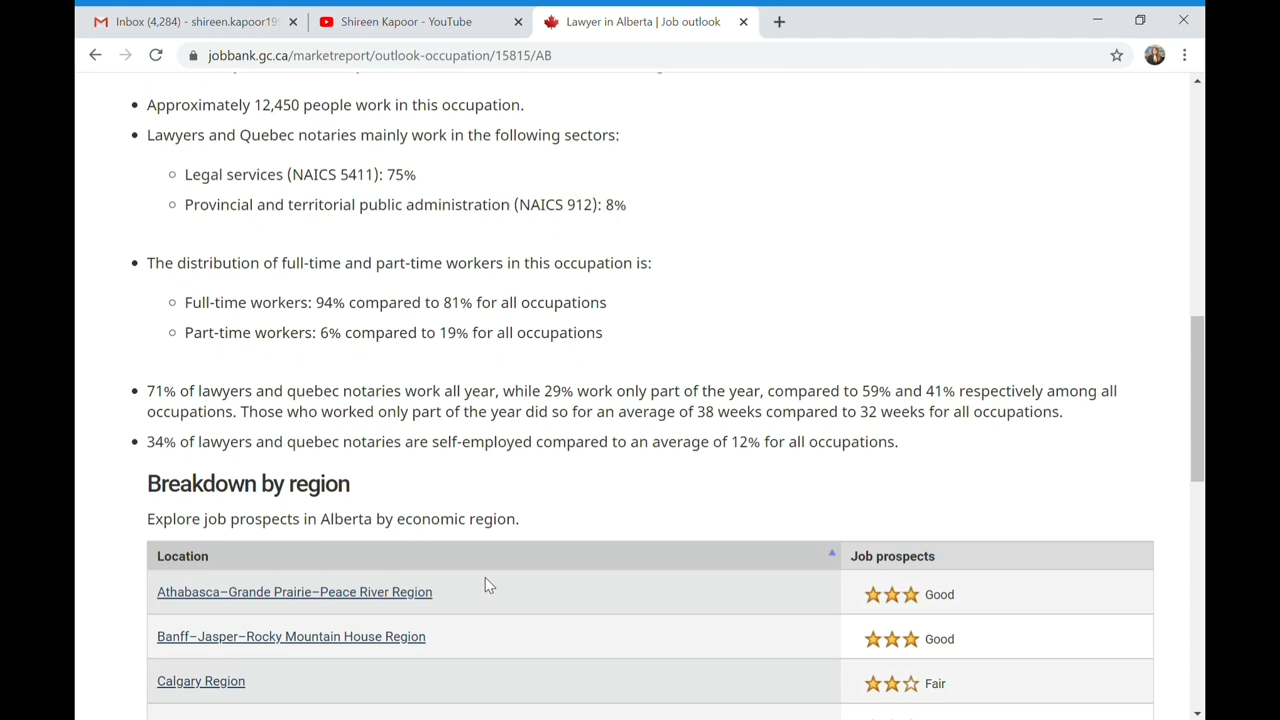 Inbox (4,284) - shireen.kapoor19
Shireen Kapoor - YouTube
Lawyer in Alberta | Job outlook
jobbank.gc.ca/marketreport/outlook-occupation/15815/AB
Approximately 12,450 people work in this occupation.
Lawyers and Quebec notaries mainly work in the following sectors:
Legal services (NAICS 5411): 75%
Provincial and territorial public administration (NAICS 912): 8%
The distribution of full-time and part-time workers in this occupation is:
Full-time workers: 94% compared to 81% for all occupations
Part-time workers: 6% compared to 19% for all occupations
71% of lawyers and quebec notaries work all year, while 29% work only part of the year, compared to 59% and 41% respectively among all
occupations. Those who worked only part of the year did so for an average of 38 weeks compared to 32 weeks for all occupations.
34% of lawyers and quebec notaries are self-employed compared to an average of 12% for all occupations.
Breakdown by region
Explore job prospects in Alberta by economic region.
Location Job prospects
Athabasca–Grande Prairie–Peace River Region Good
Banff–Jasper–Rocky Mountain House Region Good
Calgary Region Fair